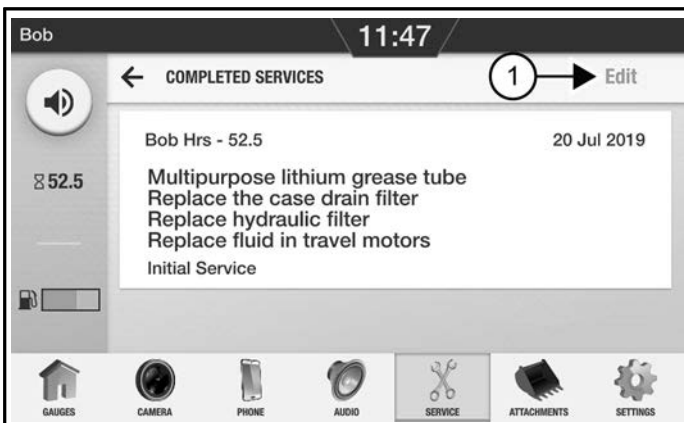 Bob
11:47
COMPLETED SERVICES
1
Edit
Bob Hrs - 52.5
20 Jul 2019
52.5
Multipurpose lithium grease tube
Replace the case drain filter
Replace hydraulic filter
Replace fluid in travel motors
Initial Service
GAUGES
CAMERA
PHONE
AUDIO
SERVICE
ATTACHMENTS
SETTINGS